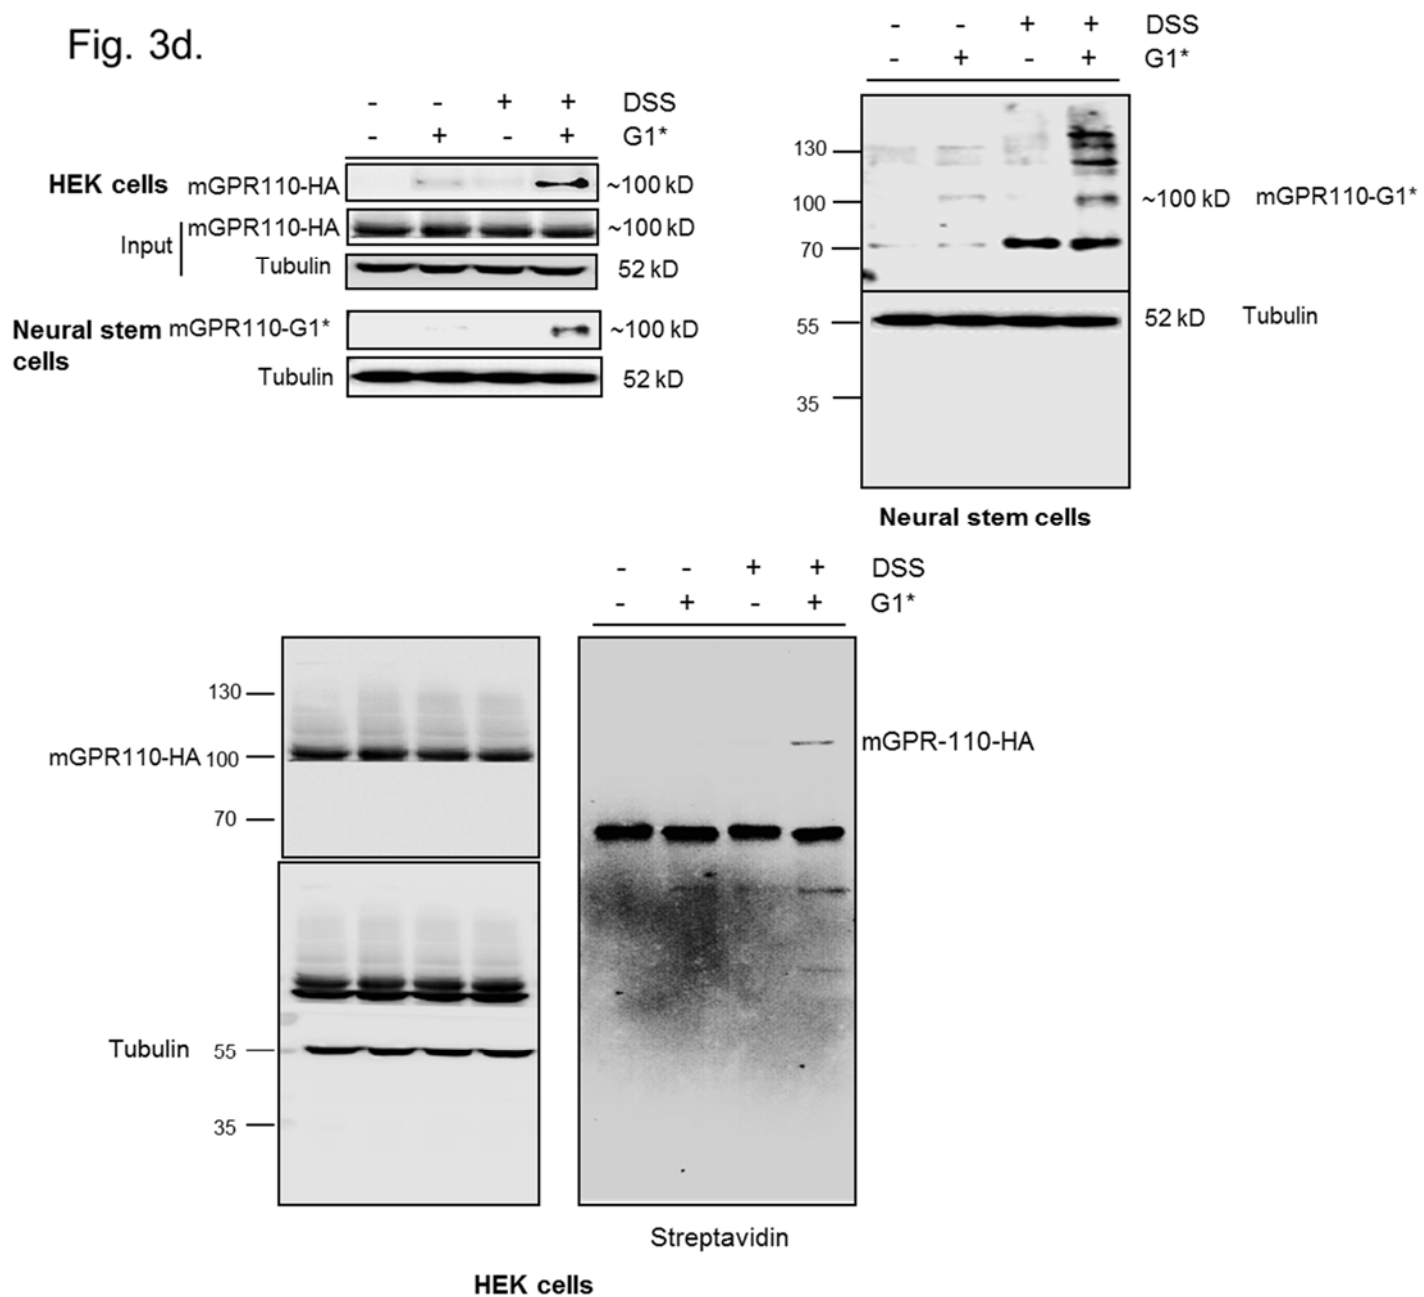 Fig. 3d.
- - + + DSS
- + - + G1*
HEK cells mGPR110-HA ~100 kD
Input mGPR110-HA ~100 kD
Tubulin 52 kD
Neural stem cells mGPR110-G1* ~100 kD
Tubulin 52 kD
- - + + DSS
- + - + G1*
130
100 ~100 kD mGPR110-G1*
70
55 52 kD Tubulin
35
Neural stem cells
- - + + DSS
- + - + G1*
130
mGPR110-HA 100
70
Tubulin 55
35
mGPR-110-HA
Streptavidin
HEK cells